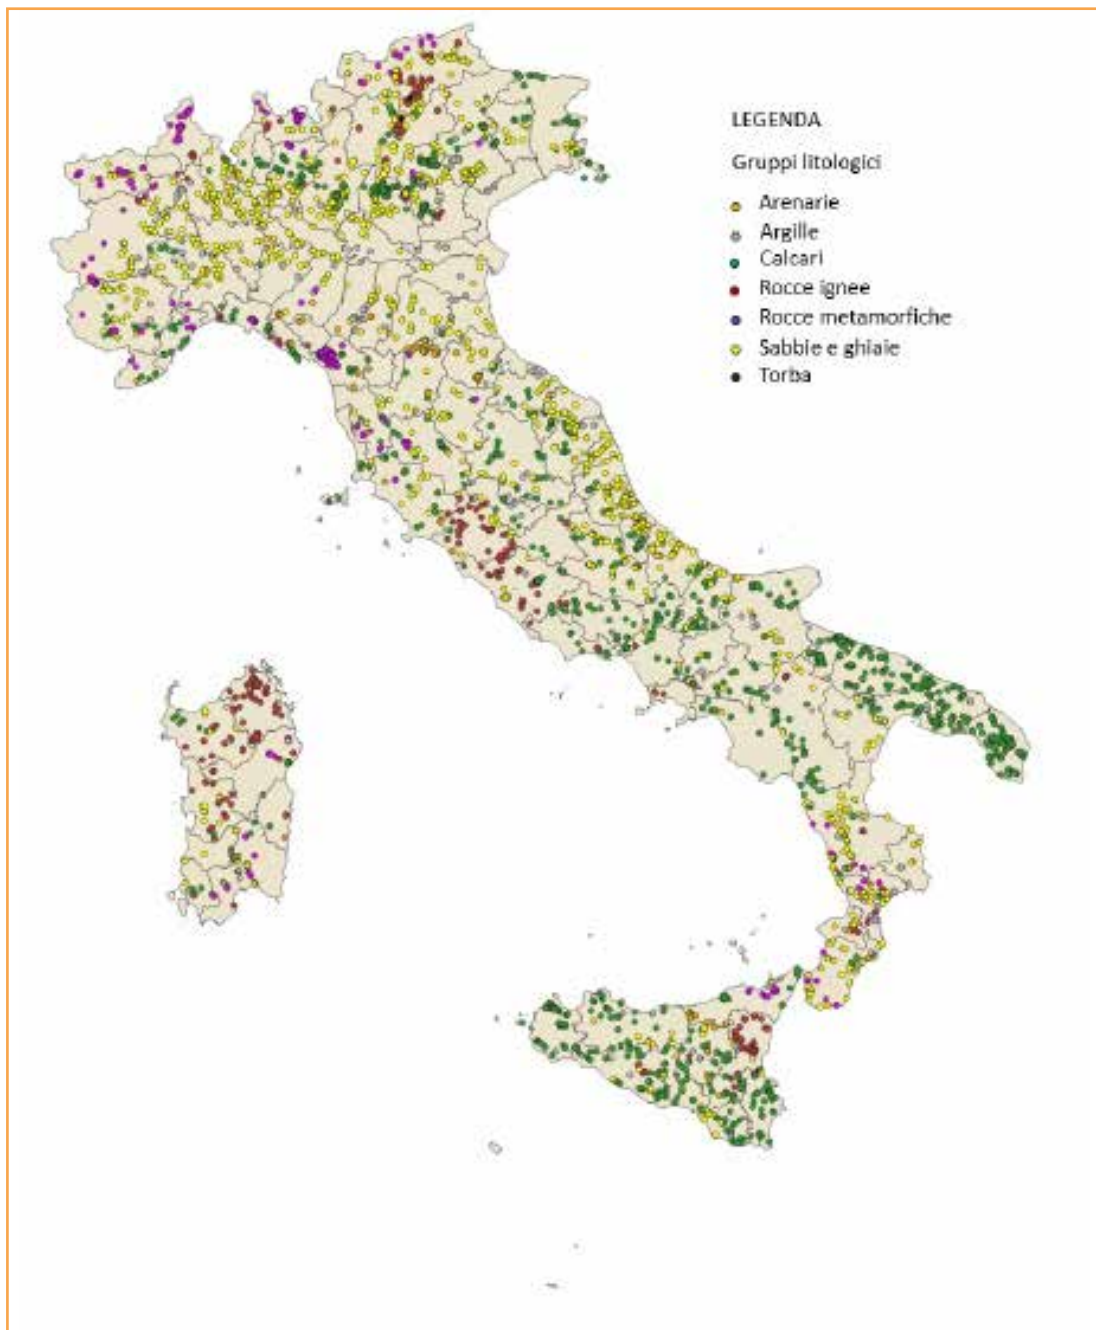 LEGENDA
Gruppi litologici
Arenarie
Argille
Calcari
Rocce ignee
Rocce metamorfiche
Sabbie e ghiaie
Torba